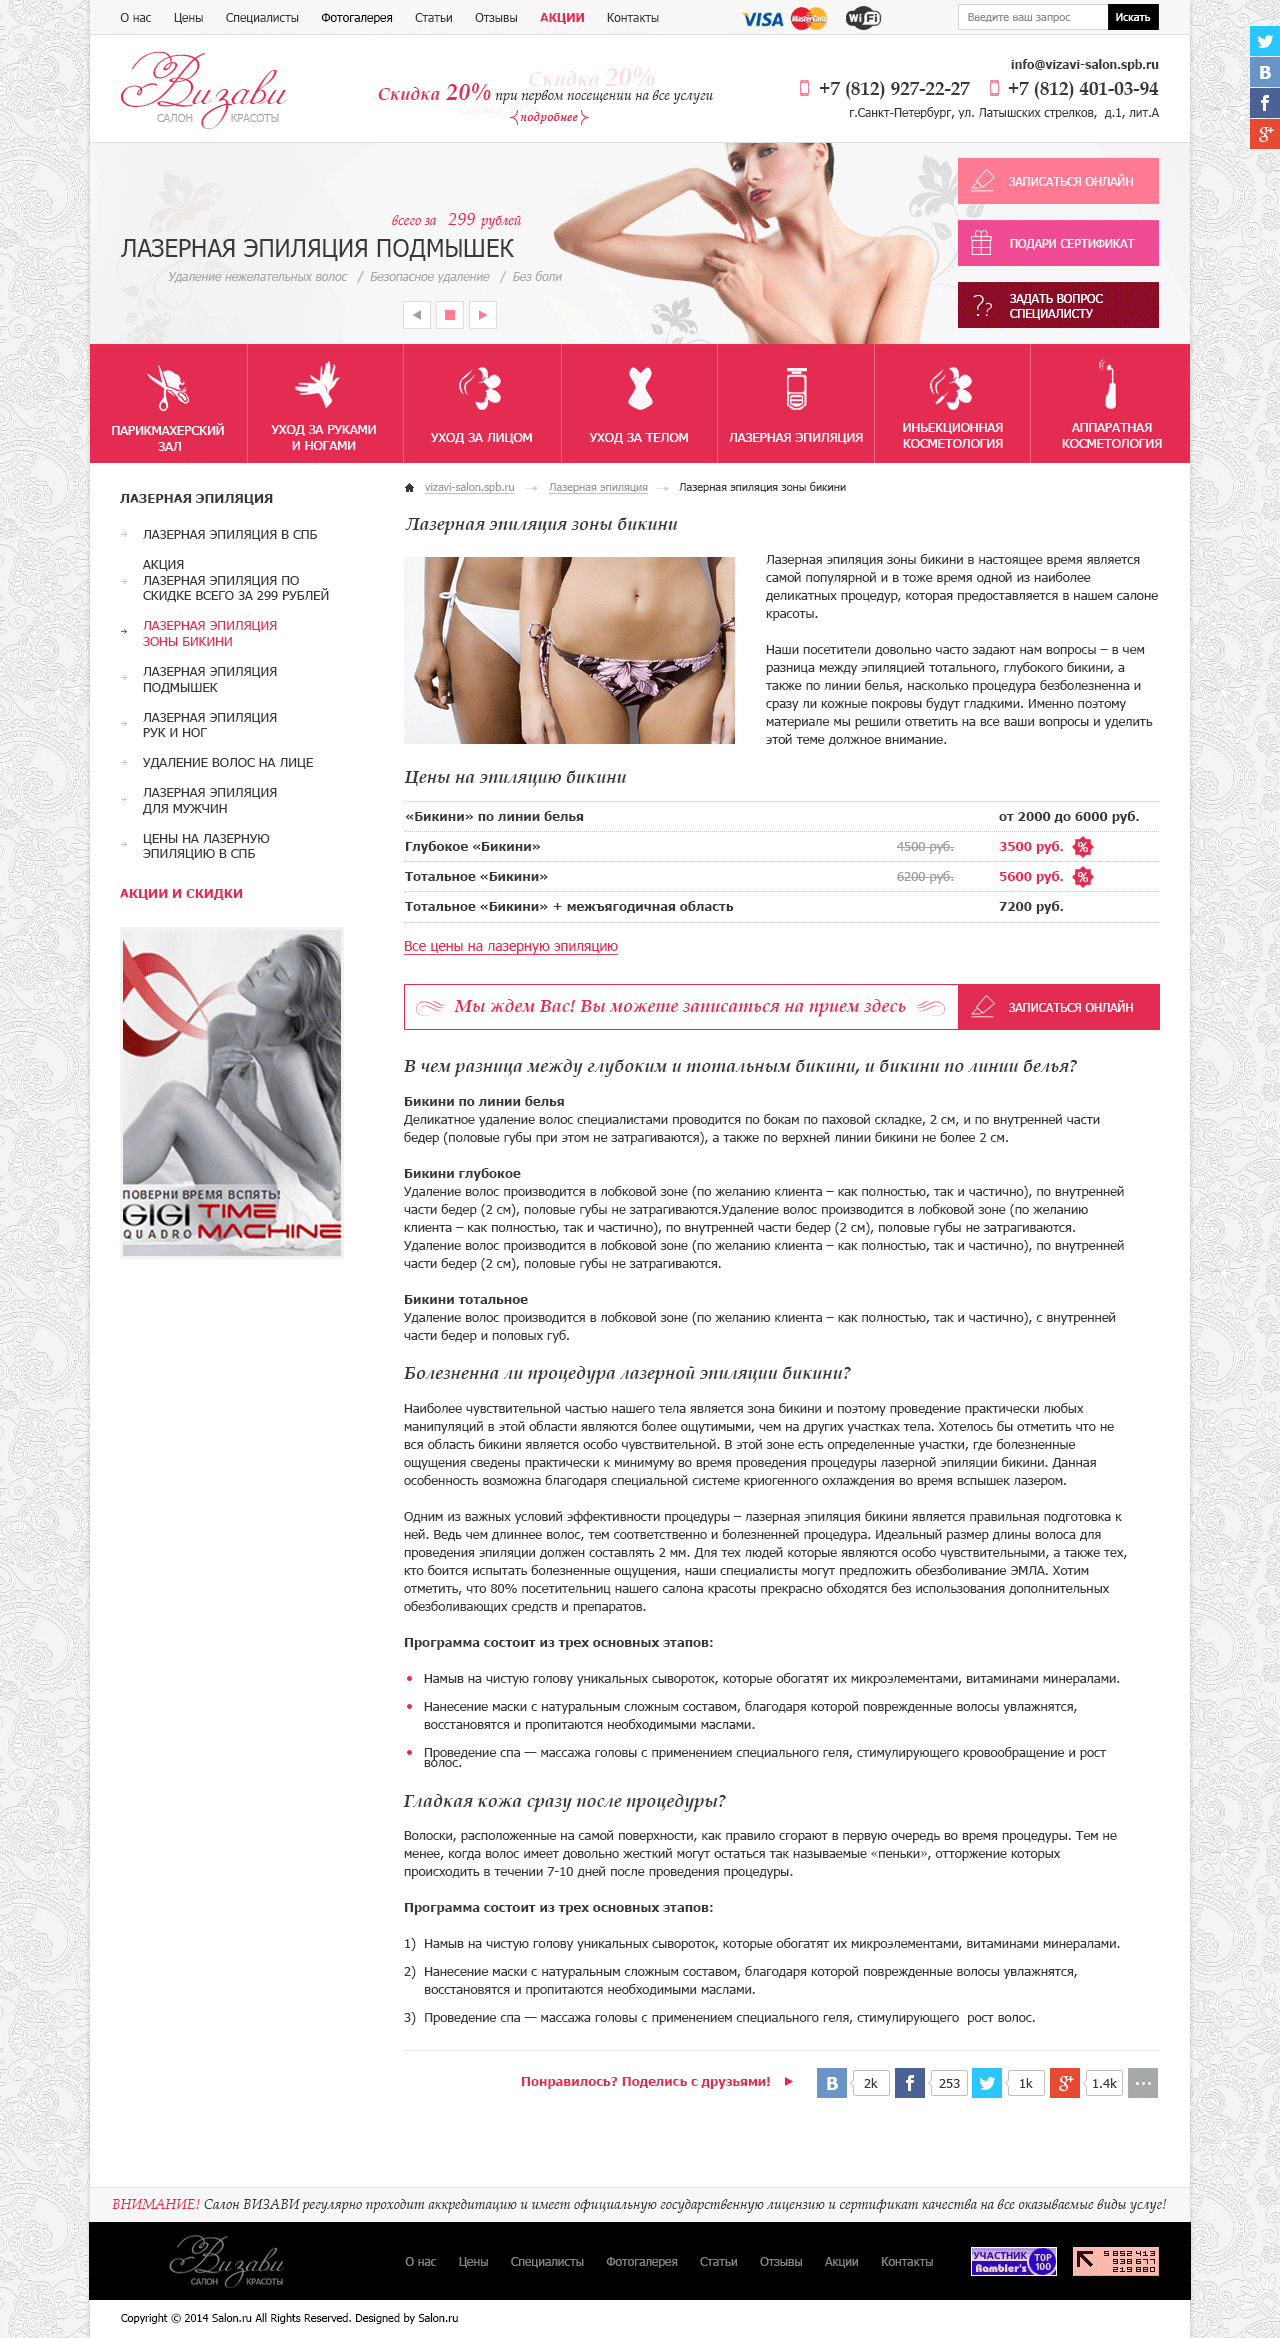 О нас Цены Специалисты Фотогалерея Статьи Отзывы АКЦИИ Контакты VISA MasterCard Wi Fi Введите ваш запрос Искать
Визави
САЛОН КРАСОТЫ
Скидка 20%
Скидка 20% при первом посещении на все услуги
подробнее
info@vizavi-salon.spb.ru
+7 (812) 927-22-27 +7 (812) 401-03-94
г.Санкт-Петербург, ул. Латышских стрелков, д.1, лит.А
всего за 299 рублей
ЛАЗЕРНАЯ ЭПИЛЯЦИЯ ПОДМЫШЕК
Удаление нежелательных волос / Безопасное удаление / Без боли
ЗАПИСАТЬСЯ ОНЛАЙН
ПОДАРИ СЕРТИФИКАТ
ЗАДАТЬ ВОПРОС
СПЕЦИАЛИСТУ
ПАРИКМАХЕРСКИЙ
ЗАЛ
УХОД ЗА РУКАМИ
И НОГАМИ
УХОД ЗА ЛИЦОМ
УХОД ЗА ТЕЛОМ
ЛАЗЕРНАЯ ЭПИЛЯЦИЯ
ИНЬЕКЦИОННАЯ
КОСМЕТОЛОГИЯ
АППАРАТНАЯ
КОСМЕТОЛОГИЯ
ЛАЗЕРНАЯ ЭПИЛЯЦИЯ
ЛАЗЕРНАЯ ЭПИЛЯЦИЯ В СПБ
АКЦИЯ
ЛАЗЕРНАЯ ЭПИЛЯЦИЯ ПО
СКИДКЕ ВСЕГО ЗА 299 РУБЛЕЙ
ЛАЗЕРНАЯ ЭПИЛЯЦИЯ
ЗОНЫ БИКИНИ
ЛАЗЕРНАЯ ЭПИЛЯЦИЯ
ПОДМЫШЕК
ЛАЗЕРНАЯ ЭПИЛЯЦИЯ
РУК И НОГ
УДАЛЕНИЕ ВОЛОС НА ЛИЦЕ
ЛАЗЕРНАЯ ЭПИЛЯЦИЯ
ДЛЯ МУЖЧИН
ЦЕНЫ НА ЛАЗЕРНУЮ
ЭПИЛЯЦИЮ В СПБ
АКЦИИ И СКИДКИ
ПОВЕРНИ ВРЕМЯ ВСПЯТЬ!
GIGI TIME
QUADRO MACHINE
vizavi-salon.spb.ru Лазерная эпиляция Лазерная эпиляция зоны бикини
Лазерная эпиляция зоны бикини
Лазерная эпиляция зоны бикини в настоящее время является
самой популярной и в тоже время одной из наиболее
деликатных процедур, которая предоставляется в нашем салоне
красоты.
Наши посетители довольно часто задают нам вопросы – в чем
разница между эпиляцией тотального, глубокого бикини, а
также по линии белья, насколько процедура безболезненна и
сразу ли кожные покровы будут гладкими. Именно поэтому
материале мы решили ответить на все ваши вопросы и уделить
этой теме должное внимание.
Цены на эпиляцию бикини
«Бикини» по линии белья от 2000 до 6000 руб.
Глубокое «Бикини» 4500 руб. 3500 руб. %
Тотальное «Бикини» 6200 руб. 5600 руб. %
Тотальное «Бикини» + межъягодичная область 7200 руб.
Все цены на лазерную эпиляцию
Мы ждем Вас! Вы можете записаться на прием здесь ЗАПИСАТЬСЯ ОНЛАЙН
В чем разница между глубоким и тотальным бикини, и бикини по линии белья?
Бикини по линии белья
Деликатное удаление волос специалистами проводится по бокам по паховой складке, 2 см, и по внутренней части
бедер (половые губы при этом не затрагиваются), а также по верхней линии бикини не более 2 см.
Бикини глубокое
Удаление волос производится в лобковой зоне (по желанию клиента – как полностью, так и частично), по внутренней
части бедер (2 см), половые губы не затрагиваются.Удаление волос производится в лобковой зоне (по желанию
клиента – как полностью, так и частично), по внутренней части бедер (2 см), половые губы не затрагиваются.
Удаление волос производится в лобковой зоне (по желанию клиента – как полностью, так и частично), по внутренней
части бедер (2 см), половые губы не затрагиваются.
Бикини тотальное
Удаление волос производится в лобковой зоне (по желанию клиента – как полностью, так и частично), с внутренней
части бедер и половых губ.
Болезненна ли процедура лазерной эпиляции бикини?
Наиболее чувствительной частью нашего тела является зона бикини и поэтому проведение практически любых
манипуляций в этой области являются более ощутимыми, чем на других участках тела. Хотелось бы отметить что не
вся область бикини является особо чувствительной. В этой зоне есть определенные участки, где болезненные
ощущения сведены практически к минимуму во время проведения процедуры лазерной эпиляции бикини. Данная
особенность возможна благодаря специальной системе криогенного охлаждения во время вспышек лазером.
Одним из важных условий эффективности процедуры – лазерная эпиляция бикини является правильная подготовка к
ней. Ведь чем длиннее волос, тем соответственно и болезненней процедура. Идеальный размер длины волоса для
проведения эпиляции должен составлять 2 мм. Для тех людей которые являются особо чувствительными, а также тех,
кто боится испытать болезненные ощущения, наши специалисты могут предложить обезболивание ЭМЛА. Хотим
отметить, что 80% посетительниц нашего салона красоты прекрасно обходятся без использования дополнительных
обезболивающих средств и препаратов.
Программа состоит из трех основных этапов:
Намыв на чистую голову уникальных сывороток, которые обогатят их микроэлементами, витаминами минералами.
Нанесение маски с натуральным сложным составом, благодаря которой поврежденные волосы увлажнятся,
восстановятся и пропитаются необходимыми маслами.
Проведение спа — массажа головы с применением специального геля, стимулирующего кровообращение и рост
волос.
Гладкая кожа сразу после процедуры?
Волоски, расположенные на самой поверхности, как правило сгорают в первую очередь во время процедуры. Тем не
менее, когда волос имеет довольно жесткий могут остаться так называемые «пеньки», отторжение которых
происходить в течении 7-10 дней после проведения процедуры.
Программа состоит из трех основных этапов:
1) Намыв на чистую голову уникальных сывороток, которые обогатят их микроэлементами, витаминами минералами.
2) Нанесение маски с натуральным сложным составом, благодаря которой поврежденные волосы увлажнятся,
восстановятся и пропитаются необходимыми маслами.
3) Проведение спа — массажа головы с применением специального геля, стимулирующего рост волос.
Понравилось? Поделись с друзьями! В 2k f 253 1k g+ 1.4k ...
ВНИМАНИЕ! Салон ВИЗАВИ регулярно проходит аккредитацию и имеет официальную государственную лицензию и сертификат качества на все оказываемые виды услуг!
Визави
САЛОН КРАСОТЫ
О нас Цены Специалисты Фотогалерея Статьи Отзывы Акции Контакты
УЧАСТНИК
Rambler's
TOP
100
5 852 413
938 677
219 880
Copyright © 2014 Salon.ru All Rights Reserved. Designed by Salon.ru